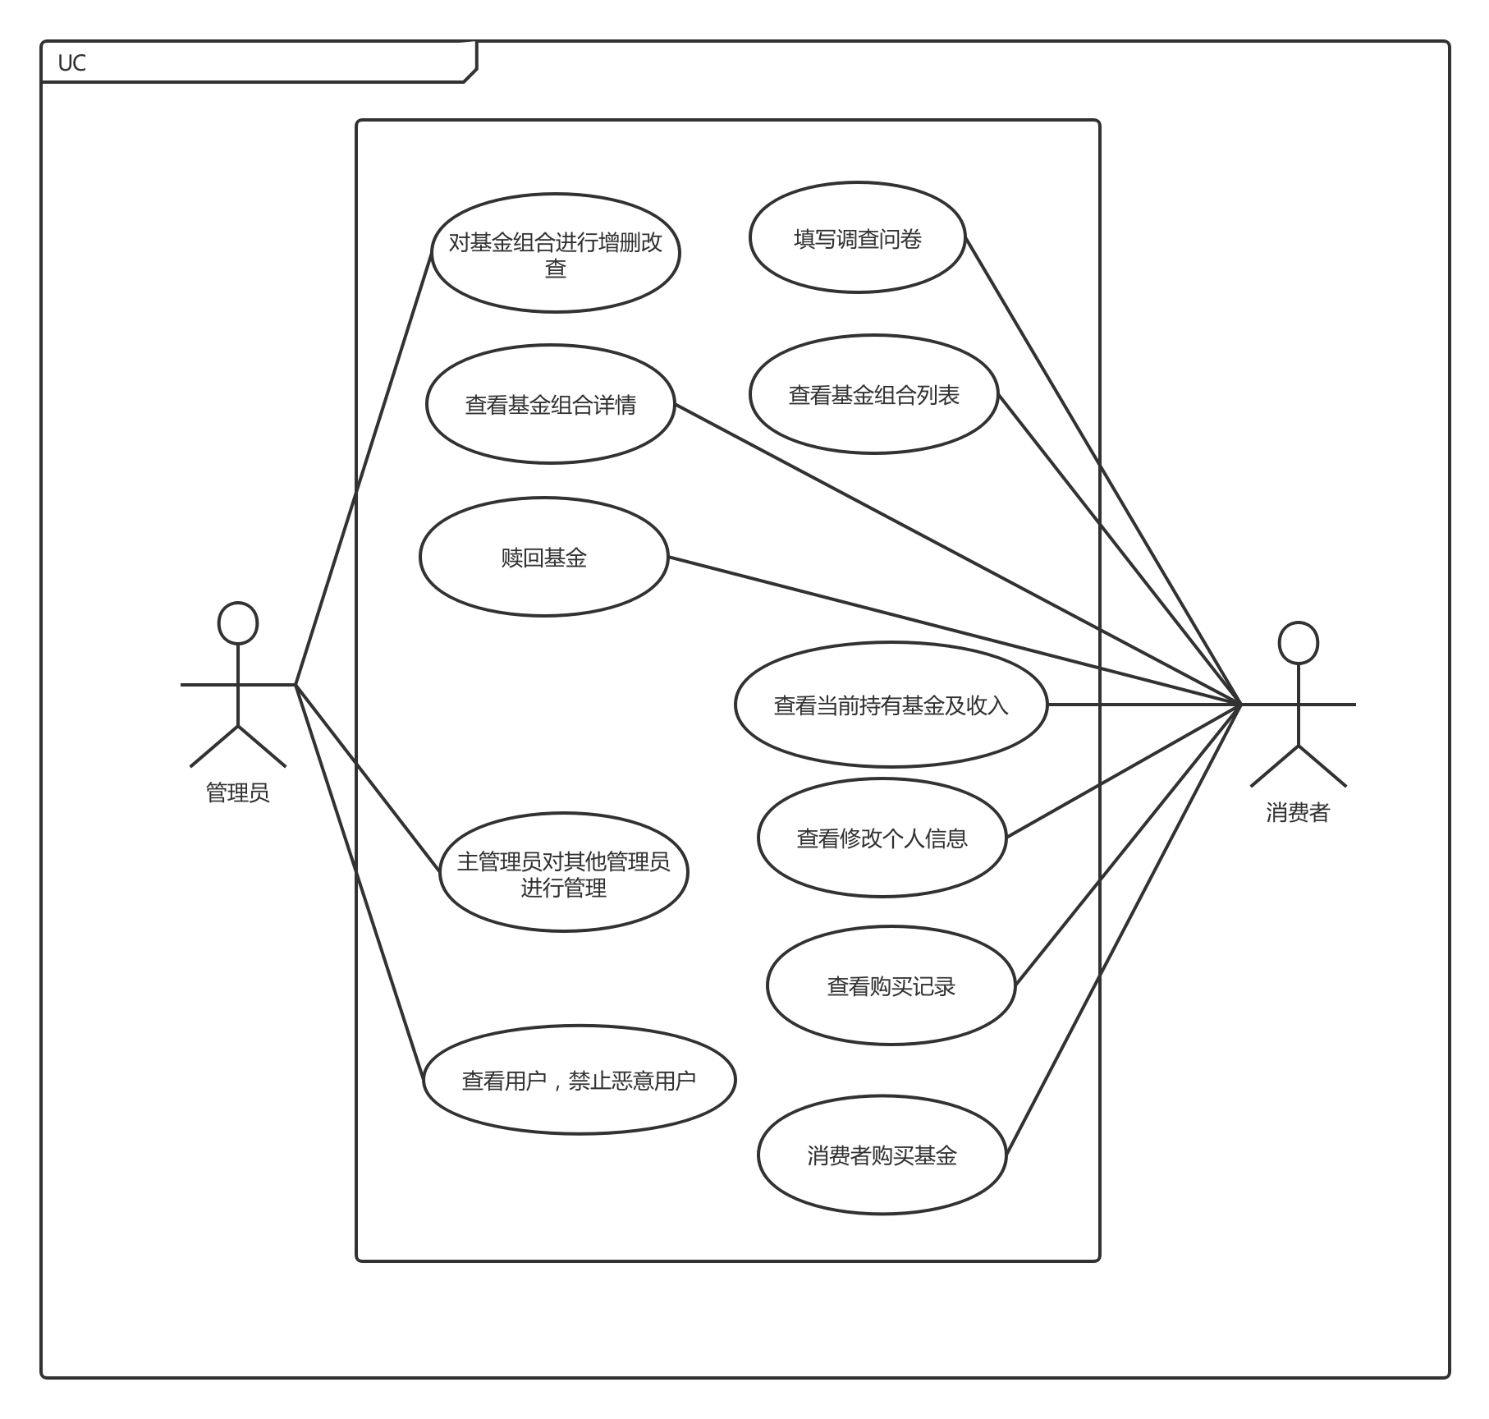 UC
对基金组合进行增删改
查
填写调查问卷
查看基金组合详情
查看基金组合列表
赎回基金
查看当前持有基金及收入
管理员
消费者
查看修改个人信息
主管理员对其他管理员
进行管理
查看购买记录
查看用户，禁止恶意用户
消费者购买基金